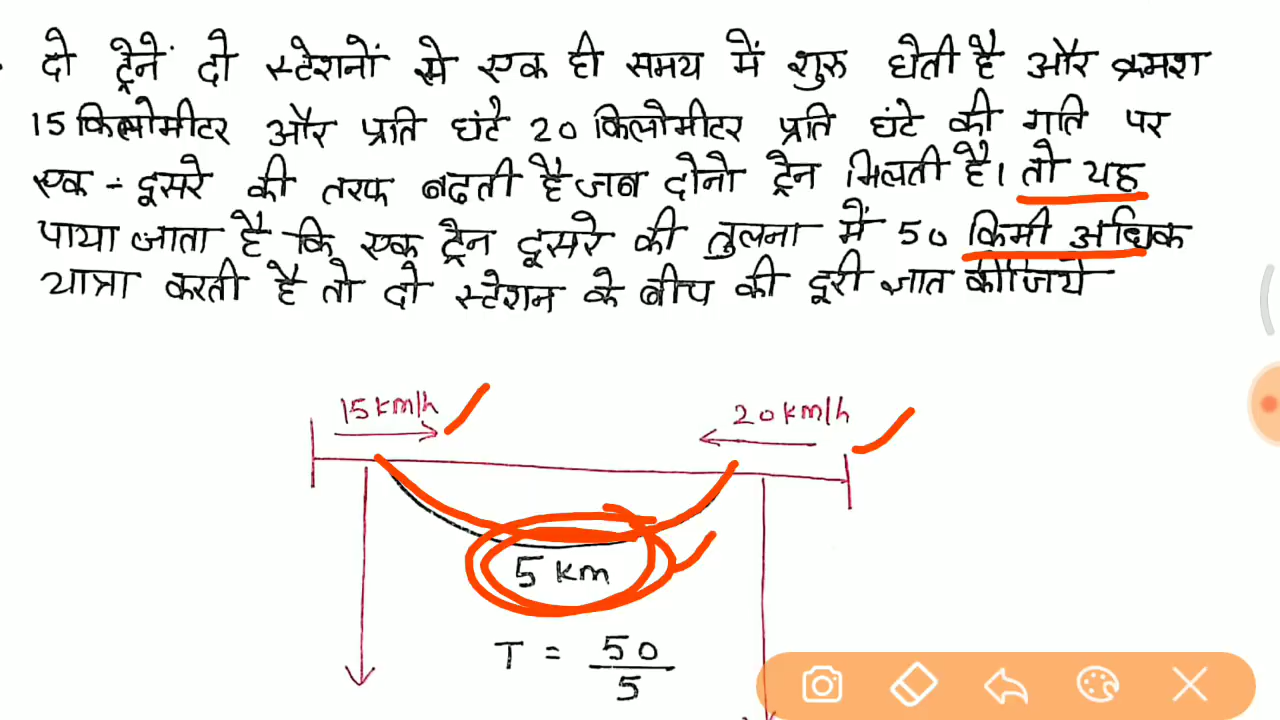 दो ट्रेनें दो स्टेशनों से एक ही समय में शुरु होती है और क्रमश
15 किलोमीटर और प्रति घंटे 20 किलोमीटर प्रति घंटे की गति पर
एक - दूसरे की तरफ बढती है जब दोनो ट्रेन मिलती है। तो यह
पाया जाता है कि एक ट्रेन दूसरे की तुलना में 50 किमी अधिक
यात्रा करती है तो दो स्टेशन के बीच की दूरी ज्ञात कीजिये
15 km/h
20 km/h
5 km
T = 50/5